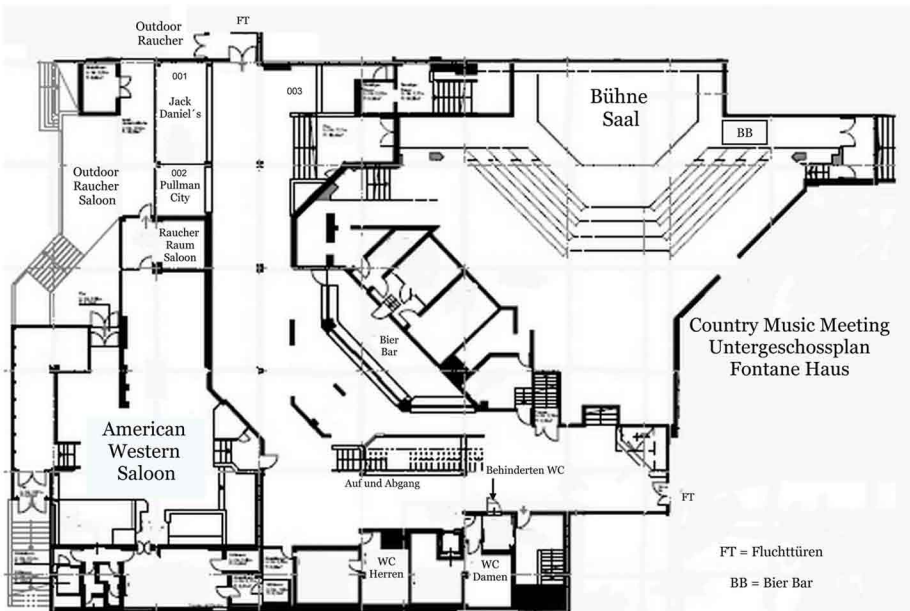 FT
Outdoor
Raucher
001
Jack
Daniel´s
003
Bühne
Saal
BB
002
Pullman
City
Outdoor
Raucher
Saloon
Raucher
Raum
Saloon
Bier
Bar
Country Music Meeting
Untergeschossplan
Fontane Haus
American
Western
Saloon
Auf und Abgang
Behinderten WC
FT
WC
Herren
WC
Damen
FT = Fluchttüren
BB = Bier Bar